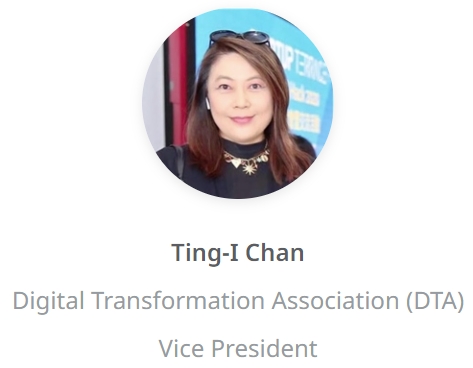 Ting-I Chan
Digital Transformation Association (DTA)
Vice President